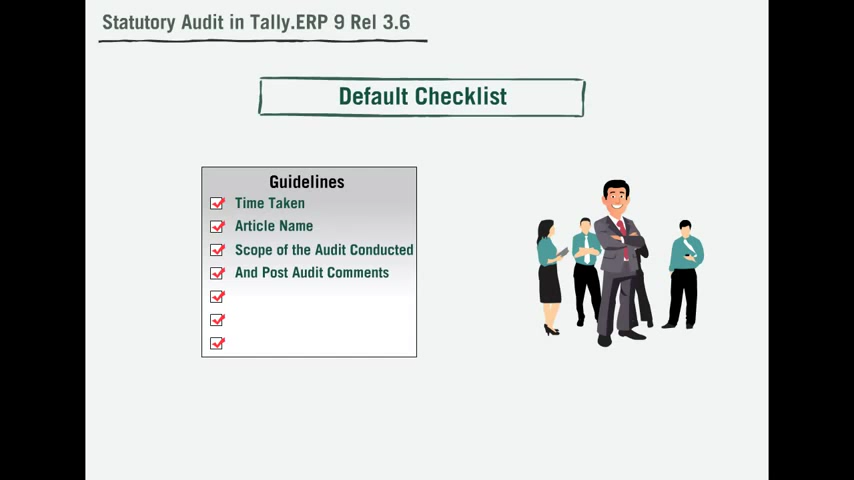 Statutory Audit in Tally.ERP 9 Rel 3.6
Default Checklist
Guidelines
Time Taken
Article Name
Scope of the Audit Conducted
And Post Audit Comments